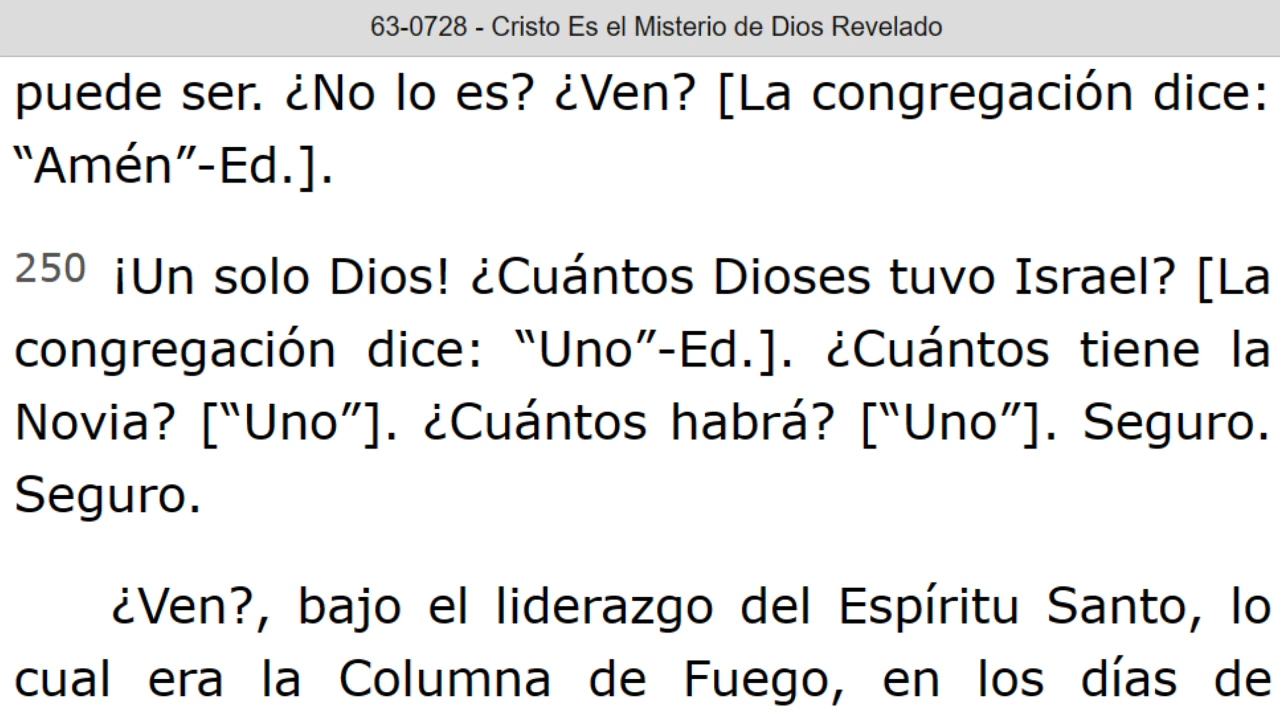 63-0728 - Cristo Es el Misterio de Dios Revelado
puede ser. ¿No lo es? ¿Ven? [La congregación dice:
“Amén”-Ed.].
250 ¡Un solo Dios! ¿Cuántos Dioses tuvo Israel? [La
congregación dice: “Uno”-Ed.]. ¿Cuántos tiene la
Novia? [“Uno”]. ¿Cuántos habrá? [“Uno”]. Seguro.
Seguro.
¿Ven?, bajo el liderazgo del Espíritu Santo, lo
cual era la Columna de Fuego, en los días de